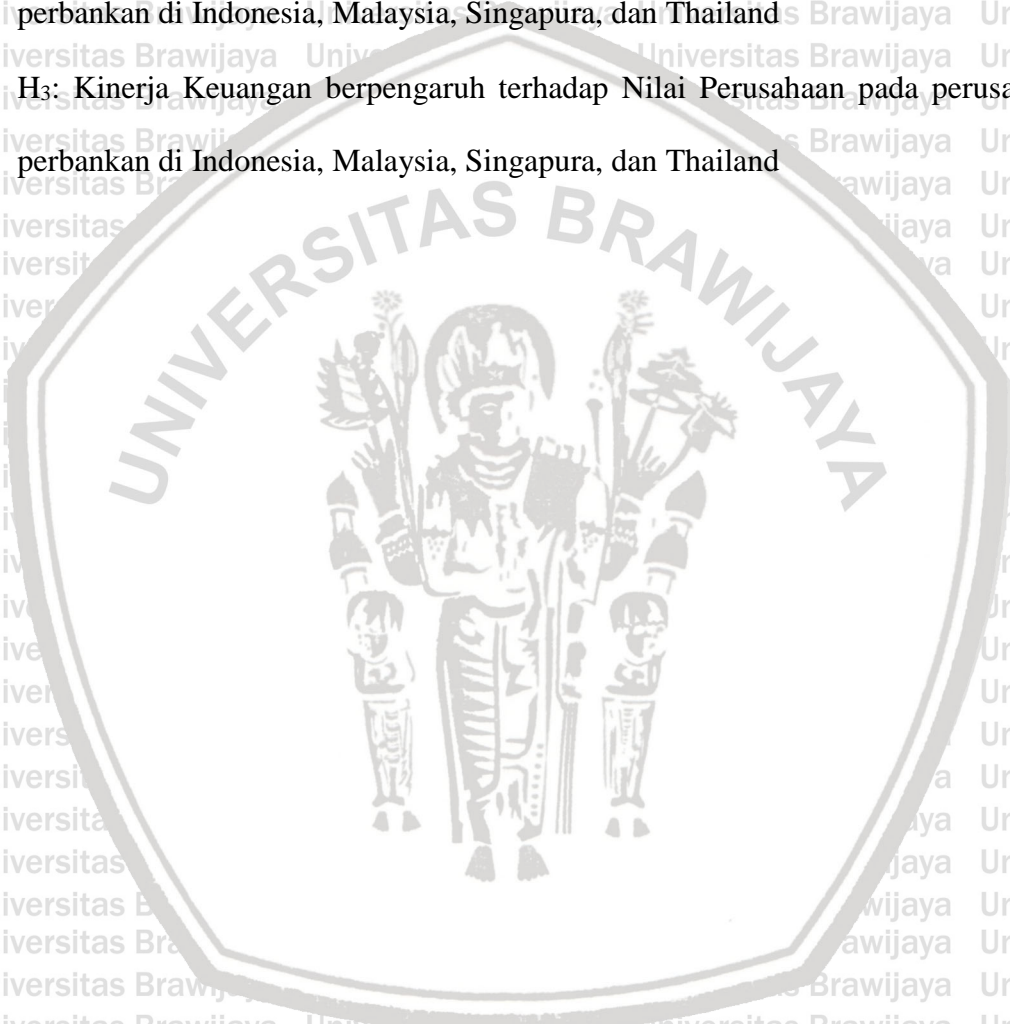 perbankan di Indonesia, Malaysia, Singapura, dan Thailand
H3: Kinerja Keuangan berpengaruh terhadap Nilai Perusahaan pada perusa
perbankan di Indonesia, Malaysia, Singapura, dan Thailand
UNIVERSITAS BRAWIJAYA